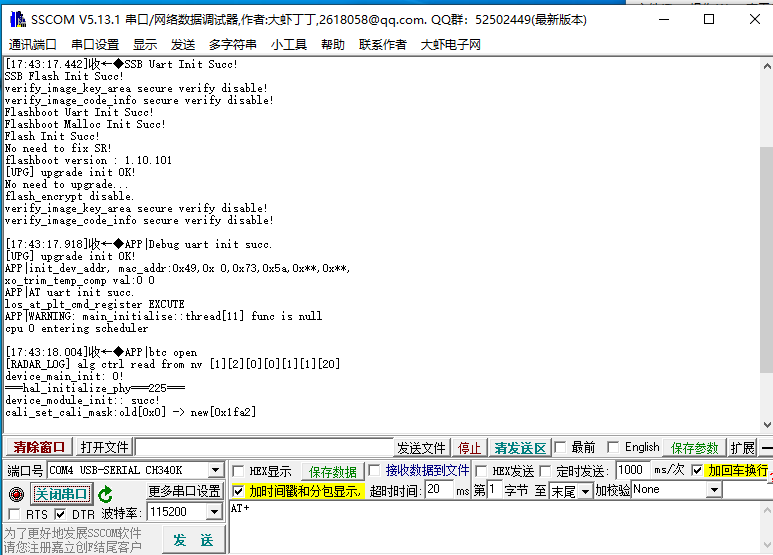 SSCOM V5.13.1 串口/网络数据调试器,作者:大虾丁丁,2618058@qq.com. QQ群： 52502449(最新版本)
通讯端口 串口设置 显示 发送 多字符串 小工具 帮助 联系作者 大虾电子网
[17:43:17.442]收←◆SSB Uart Init Succ!
SSB Flash Init Succ!
verify_image_key_area secure verify disable!
verify_image_code_info secure verify disable!
Flashboot Uart Init Succ!
Flashboot Malloc Init Succ!
Flash Init Succ!
No need to fix SR!
flashboot version : 1.10.101
[UPG] upgrade init OK!
No need to upgrade...
flash_encrypt disable.
verify_image_key_area secure verify disable!
verify_image_code_info secure verify disable!
[17:43:17.918]收←◆APP|Debug uart init succ.
[UPG] upgrade init OK!
APP|init_dev_addr, mac_addr:0x49,0x 0,0x73,0x5a,0x**,0x**,
xo_trim_temp_comp val:0 0
APP|AT uart init succ.
los_at_plt_cmd_register EXCUTE
APP|WARNING: main_initialise::thread[11] func is null
cpu 0 entering scheduler
[17:43:18.004]收←◆APP|btc open
[RADAR_LOG] alg ctrl read from nv [1][2][0][0][1][1][20]
device_main_init: 0!
===hal_initialize_phy===225===
device_module_init:: succ!
cali_set_cali_mask:old[0x0] -> new[0x1fa2]
清除窗口 打开文件 发送文件 停止 清发送区 最前 English 保存参数 扩展
端口号 COM4 USB-SERIAL CH340K HEX显示 保存数据 接收数据到文件 HEX发送 定时发送: 1000 ms/次 加回车换行
关闭串口 更多串口设置 加时间戳和分包显示, 超时时间: 20 ms 第 1 字节 至 末尾 加校验 None
RTS DTR 波特率: 115200 AT+
为了更好地发展SSCOM软件
请您注册嘉立创F结尾客户 发 送